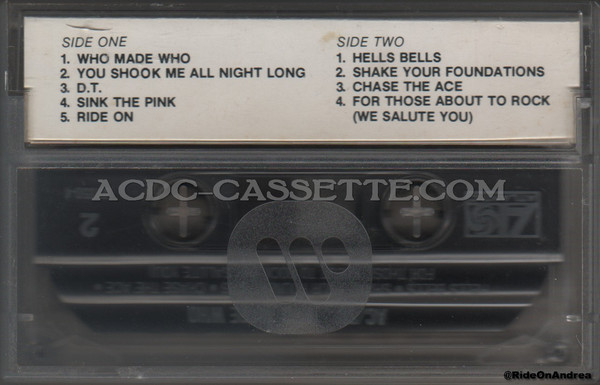 SIDE ONE
1. WHO MADE WHO
2. YOU SHOOK ME ALL NIGHT LONG
3. D.T.
4. SINK THE PINK
5. RIDE ON
SIDE TWO
1. HELLS BELLS
2. SHAKE YOUR FOUNDATIONS
3. CHASE THE ACE
4. FOR THOSE ABOUT TO ROCK
(WE SALUTE YOU)
ACDC-CASSETTE.COM
2
@RideOnAndrea